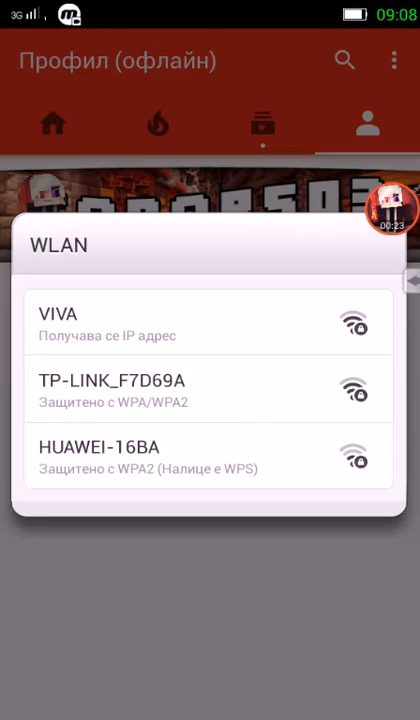 3G
09:08
Профил (офлайн)
00:23
WLAN
VIVA
Получава се IP адрес
TP-LINK_F7D69A
Защитено с WPA/WPA2
HUAWEI-16BA
Защитено с WPA2 (Налице е WPS)